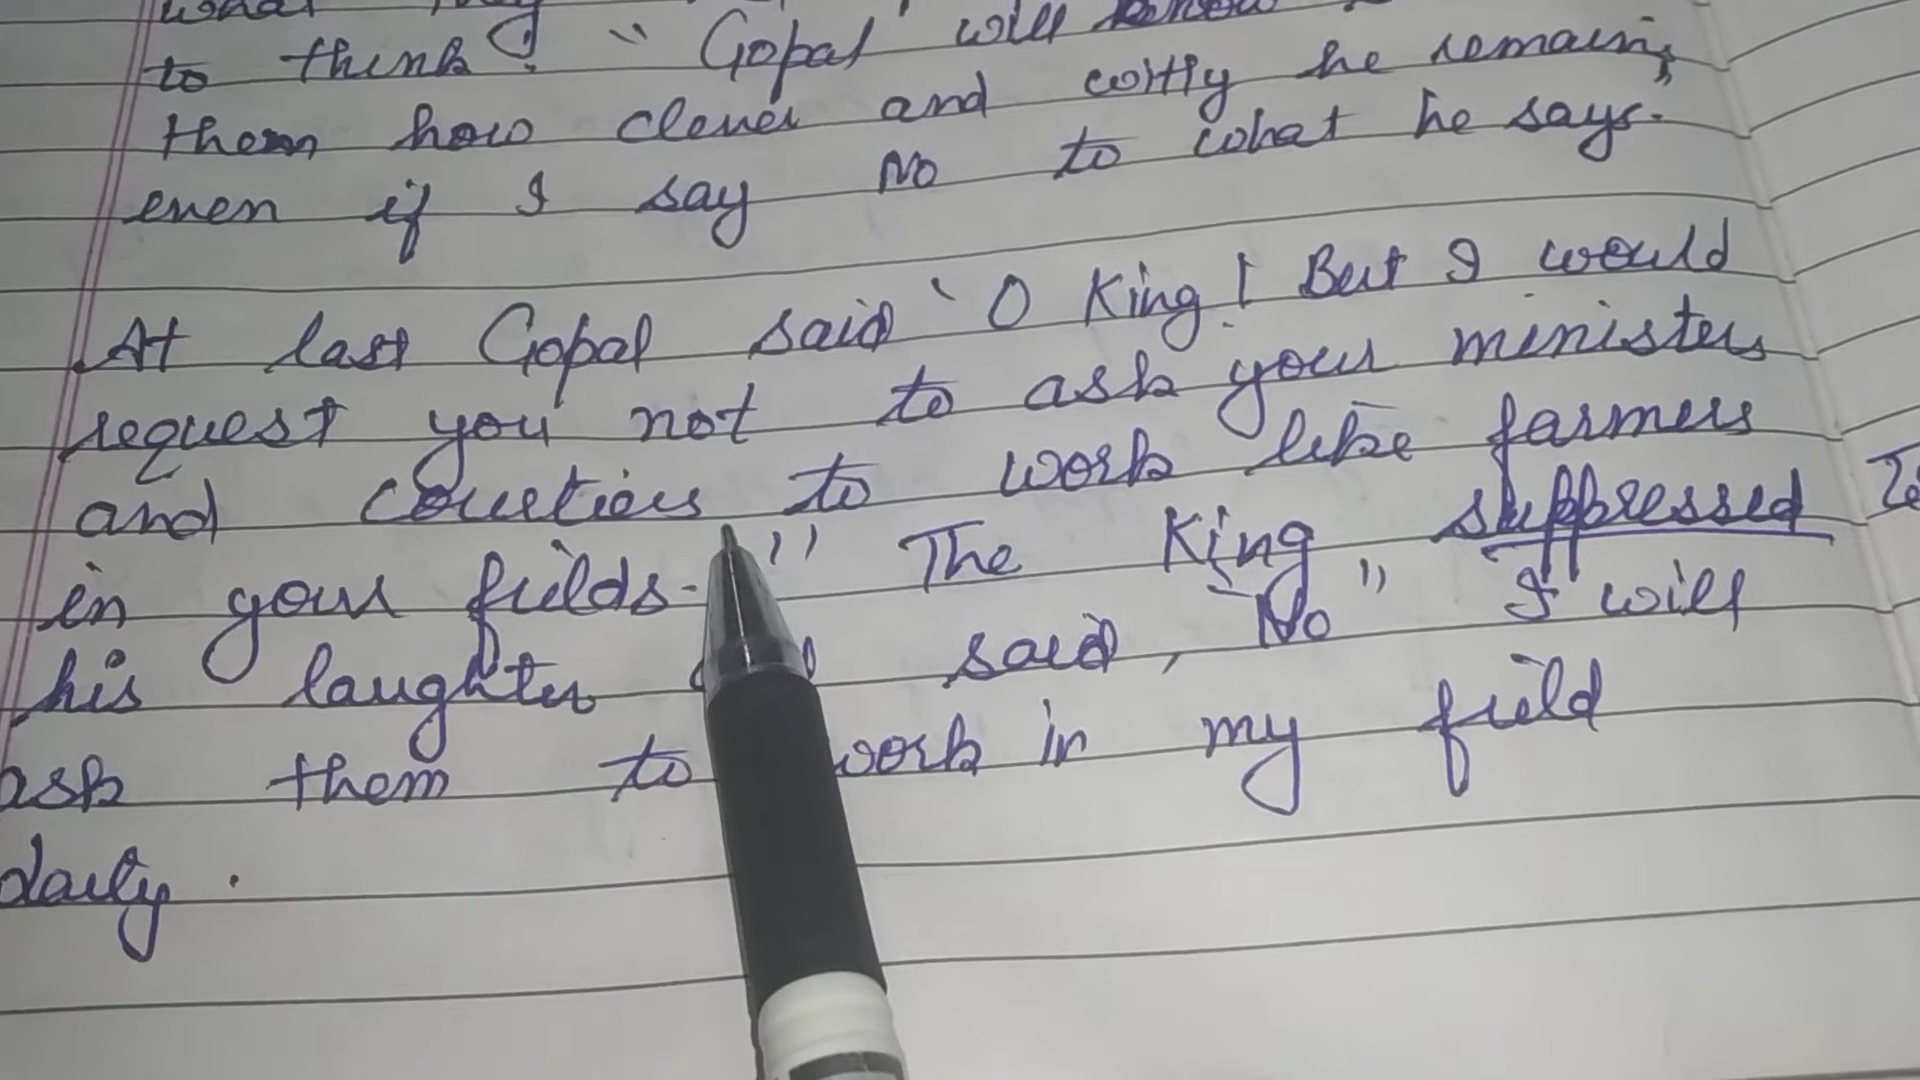 to think? " Gopal will
them how clever and witty he remains
even if I say No to what he says.
At last Gopal said ' O King! But I would
request you not to ask your ministers
and courtiers to work like farmers
in your fields. " The King suppressed
his laughter said, "No" I will
ask them to work in my field
daily.